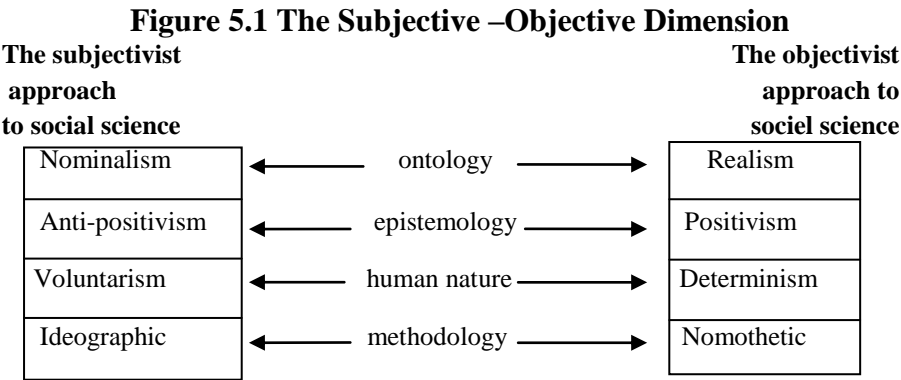 Figure 5.1 The Subjective –Objective Dimension
The subjectivist
approach
to social science
The objectivist
approach to
sociel science
Nominalism ontology Realism
Anti-positivism epistemology Positivism
Voluntarism human nature Determinism
Ideographic methodology Nomothetic